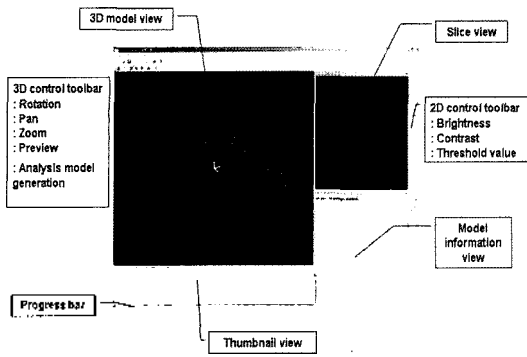 3D model view
Slice view
3D control toolbar
: Rotation
: Pan
: Zoom
: Preview
: Analysis model
generation
2D control toolbar
: Brightness
: Contrast
: Threshold value
Model
information
view
Progress bar
Thumbnail view